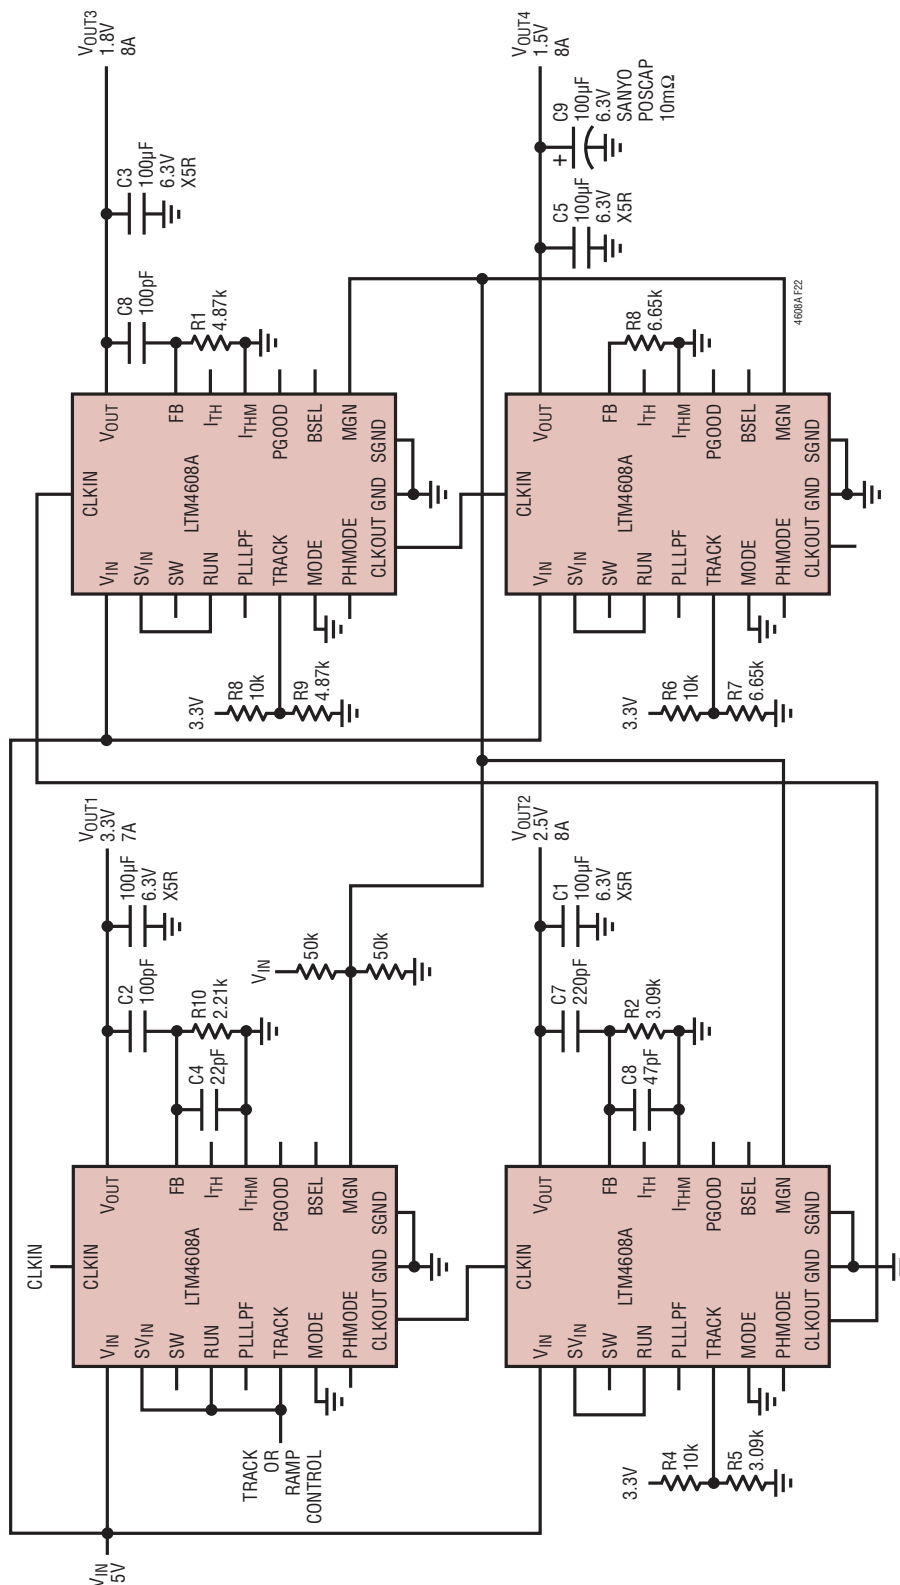 CLKIN
VIN
5V
TRACK
OR
RAMP
CONTROL
VIN
SVIN
SW
RUN
PLLLPF
TRACK
MODE
PHMODE
CLKIN
LTM4608A
CLKOUT GND SGND
VOUT
FB
ITH
ITHM
PGOOD
BSEL
MGN
C4
22pF
C2
100pF
R10
2.21k
100µF
6.3V
X5R
VOUT1
3.3V
7A
VIN
50k
50k
3.3V
R4
10k
R5
3.09k
VIN
SVIN
SW
RUN
PLLLPF
TRACK
MODE
PHMODE
CLKIN
LTM4608A
CLKOUT GND SGND
VOUT
FB
ITH
ITHM
PGOOD
BSEL
MGN
C8
47pF
C7
220pF
R2
3.09k
C1
100µF
6.3V
X5R
VOUT2
2.5V
8A
3.3V
R8
10k
R9
4.87k
VIN
SVIN
SW
RUN
PLLLPF
TRACK
MODE
PHMODE
CLKIN
LTM4608A
CLKOUT GND SGND
VOUT
FB
ITH
ITHM
PGOOD
BSEL
MGN
C8
100pF
R1
4.87k
C3
100µF
6.3V
X5R
VOUT3
1.8V
8A
3.3V
R6
10k
R7
6.65k
VIN
SVIN
SW
RUN
PLLLPF
TRACK
MODE
PHMODE
CLKIN
LTM4608A
CLKOUT GND SGND
VOUT
FB
ITH
ITHM
PGOOD
BSEL
MGN
R8
6.65k
C5
100µF
6.3V
X5R
+
C9
100µF
6.3V
SANYO
POSCAP
10mΩ
VOUT4
1.5V
8A
4608A F22